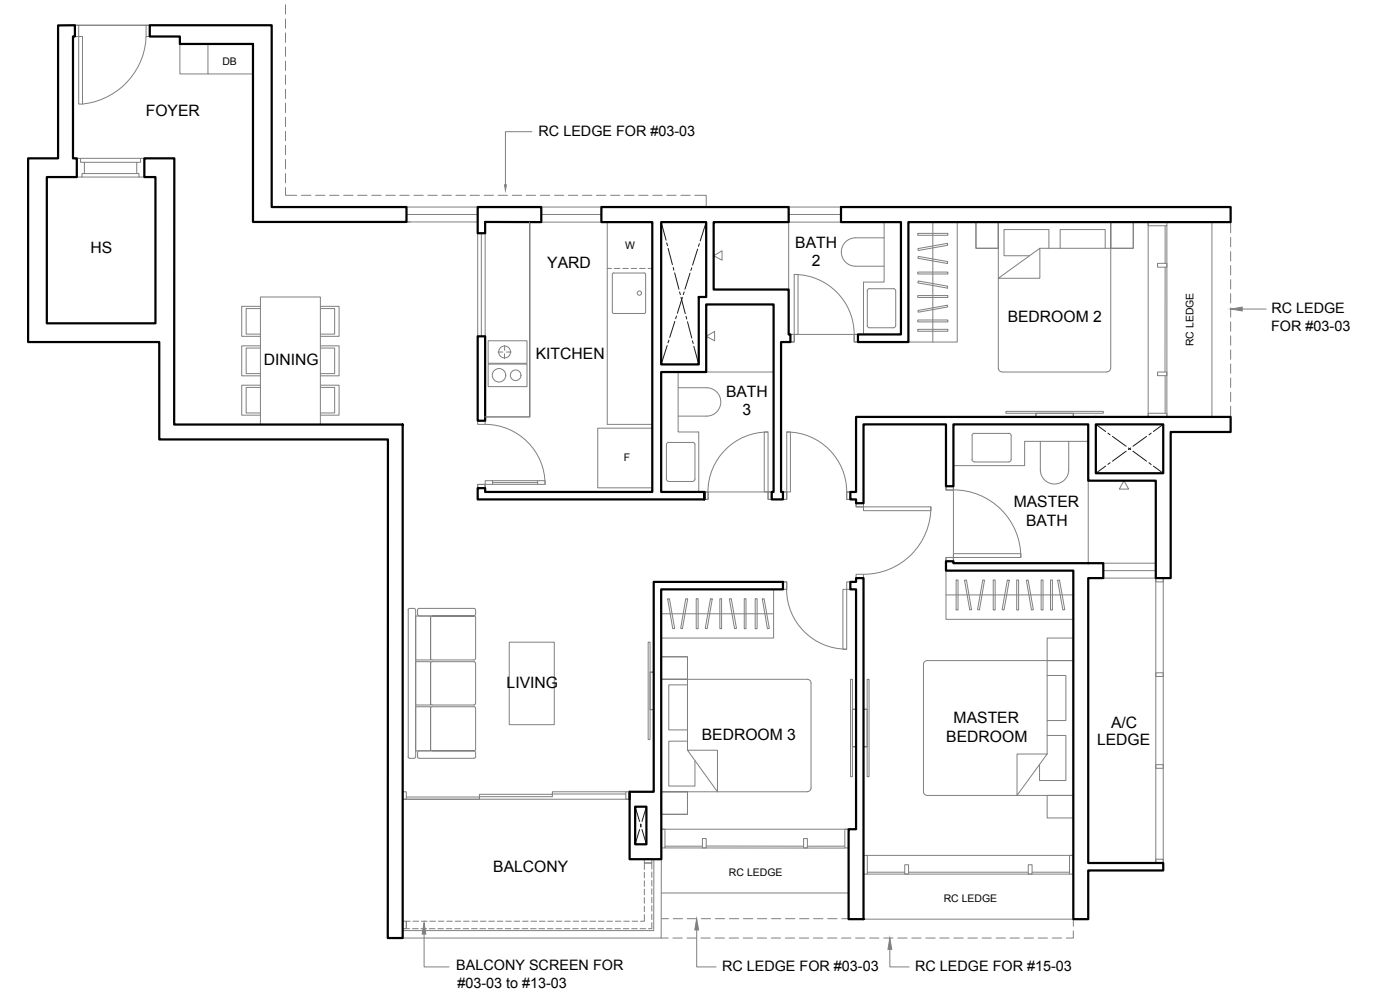 DB
FOYER
RC LEDGE FOR #03-03
HS
YARD
W
BATH
2
BEDROOM 2
RC LEDGE
RC LEDGE
FOR #03-03
DINING
KITCHEN
BATH
3
F
MASTER
BATH
LIVING
BEDROOM 3
MASTER
BEDROOM
A/C
LEDGE
BALCONY
RC LEDGE
RC LEDGE
BALCONY SCREEN FOR
#03-03 to #13-03
RC LEDGE FOR #03-03
RC LEDGE FOR #15-03